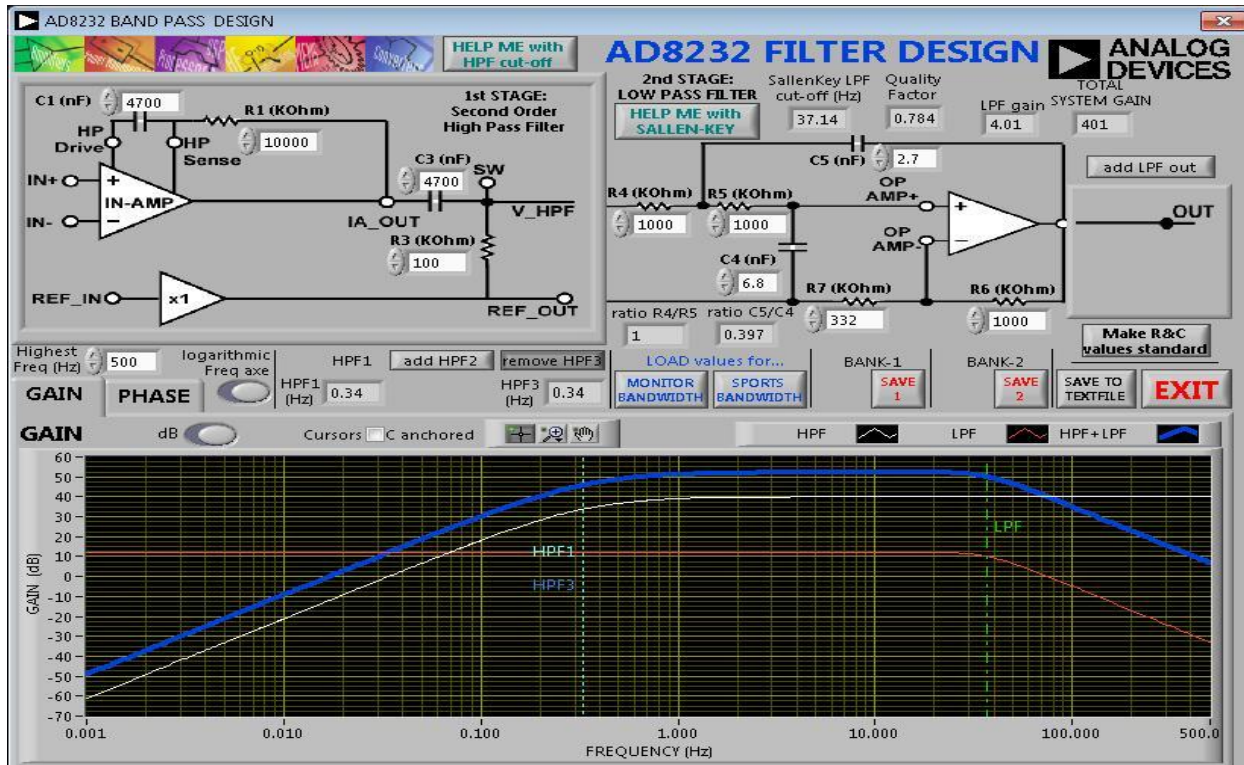 AD8232 BAND PASS DESIGN
HELP ME with
HPF cut-off
AD8232 FILTER DESIGN
ANALOG
DEVICES
C1 (nF)
4700
R1 (KOhm)
10000
1st STAGE:
Second Order
High Pass Filter
HP
Drive
HP
Sense
C3 (nF)
4700
SW
IN+
IN-
+
IN-AMP
−
IA_OUT
V_HPF
R3 (KOhm)
100
REF_IN
x1
REF_OUT
2nd STAGE:
LOW PASS FILTER
HELP ME with
SALLEN-KEY
SallenKey LPF
cut-off (Hz)
37.14
Quality
Factor
0.784
LPF gain
4.01
TOTAL
SYSTEM GAIN
401
C5 (nF)
2.7
add LPF out
R4 (KOhm)
1000
R5 (KOhm)
1000
OP
AMP+
+
−
OP
AMP-
OUT
C4 (nF)
6.8
R7 (KOhm)
332
R6 (KOhm)
1000
ratio R4/R5
1
ratio C5/C4
0.397
Make R&C
values standard
Highest
Freq (Hz)
500
logarithmic
Freq axe
HPF1
add HPF2
remove HPF3
HPF1
(Hz)
0.34
HPF3
(Hz)
0.34
LOAD values for...
MONITOR
BANDWIDTH
SPORTS
BANDWIDTH
BANK-1
SAVE
1
BANK-2
SAVE
2
SAVE TO
TEXTFILE
EXIT
GAIN
PHASE
GAIN
dB
Cursors
C anchored
HPF
LPF
HPF+LPF
GAIN (dB)
60
50
40
30
20
10
0
-10
-20
-30
-40
-50
-60
-70
HPF1
HPF3
LPF
0.001
0.010
0.100
1.000
10.000
100.000
500.0
FREQUENCY (Hz)